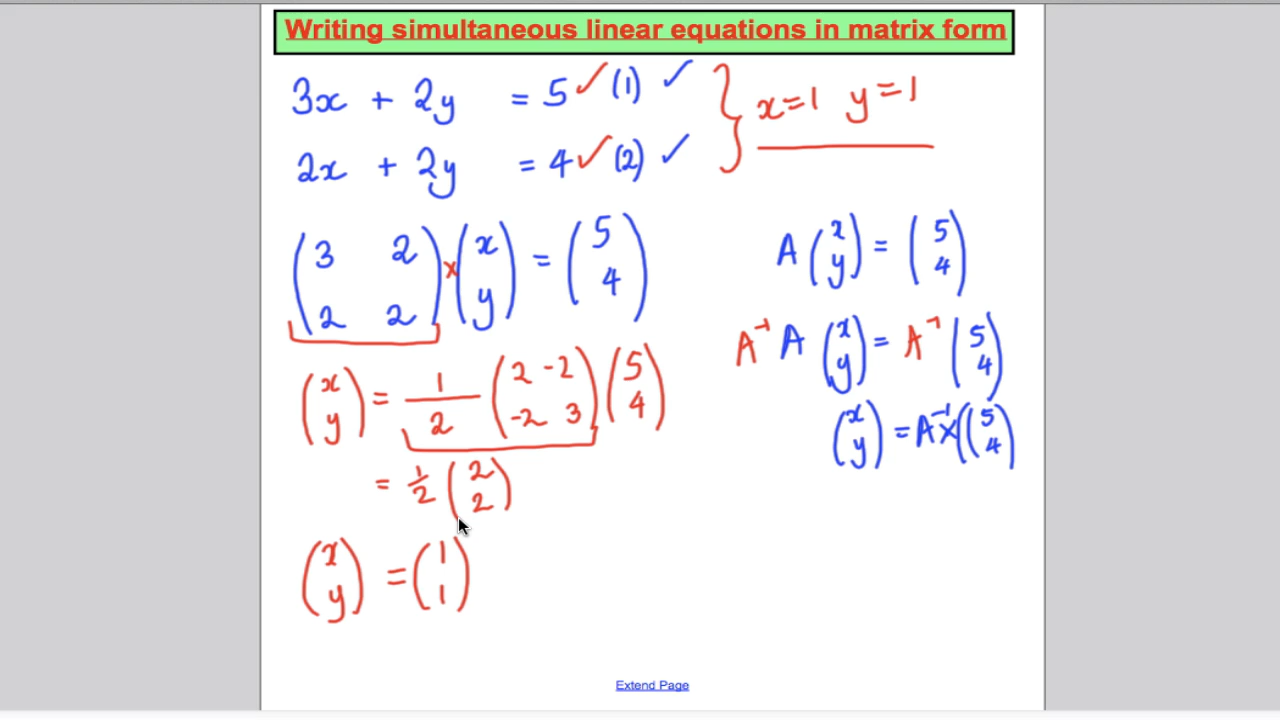 Writing simultaneous linear equations in matrix form
3x + 2y = 5 ✓ (1) ✓ } x=1 y=1
2x + 2y = 4 ✓ (2) ✓
(3 2) × (x) = (5)
(2 2) (y) (4)
A (x) = (5)
(y) (4)
A⁻¹ A (x) = A⁻¹ (5)
(y) (4)
(x) = 1/2 (2 -2) (5)
(y) (-2 3) (4)
(x) = A⁻¹ × ((5)
(y) (4)
= 1/2 (2)
(2)
(x) = (1)
(y) (1)
Extend Page